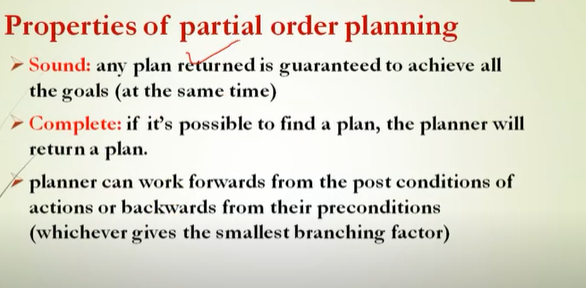 Properties of partial order planning
Sound: any plan returned is guaranteed to achieve all
the goals (at the same time)
Complete: if it's possible to find a plan, the planner will
return a plan.
planner can work forwards from the post conditions of
actions or backwards from their preconditions
(whichever gives the smallest branching factor)